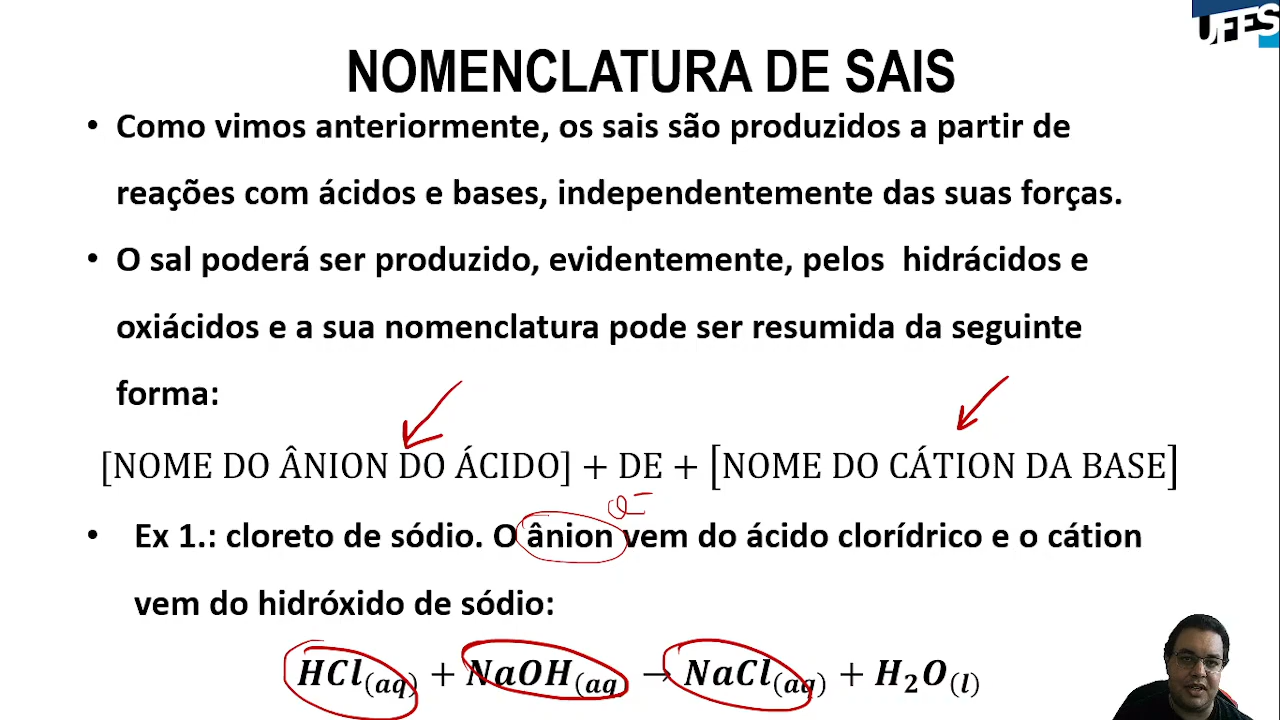 UFES
NOMENCLATURA DE SAIS
• Como vimos anteriormente, os sais são produzidos a partir de
reações com ácidos e bases, independentemente das suas forças.
• O sal poderá ser produzido, evidentemente, pelos hidrácidos e
oxiácidos e a sua nomenclatura pode ser resumida da seguinte
forma:
[NOME DO ÂNION DO ÁCIDO] + DE + [NOME DO CÁTION DA BASE]
• Ex 1.: cloreto de sódio. O ânion vem do ácido clorídrico e o cátion
vem do hidróxido de sódio:
HCl(aq) + NaOH(aq → NaCl(aq) + H₂O(l)